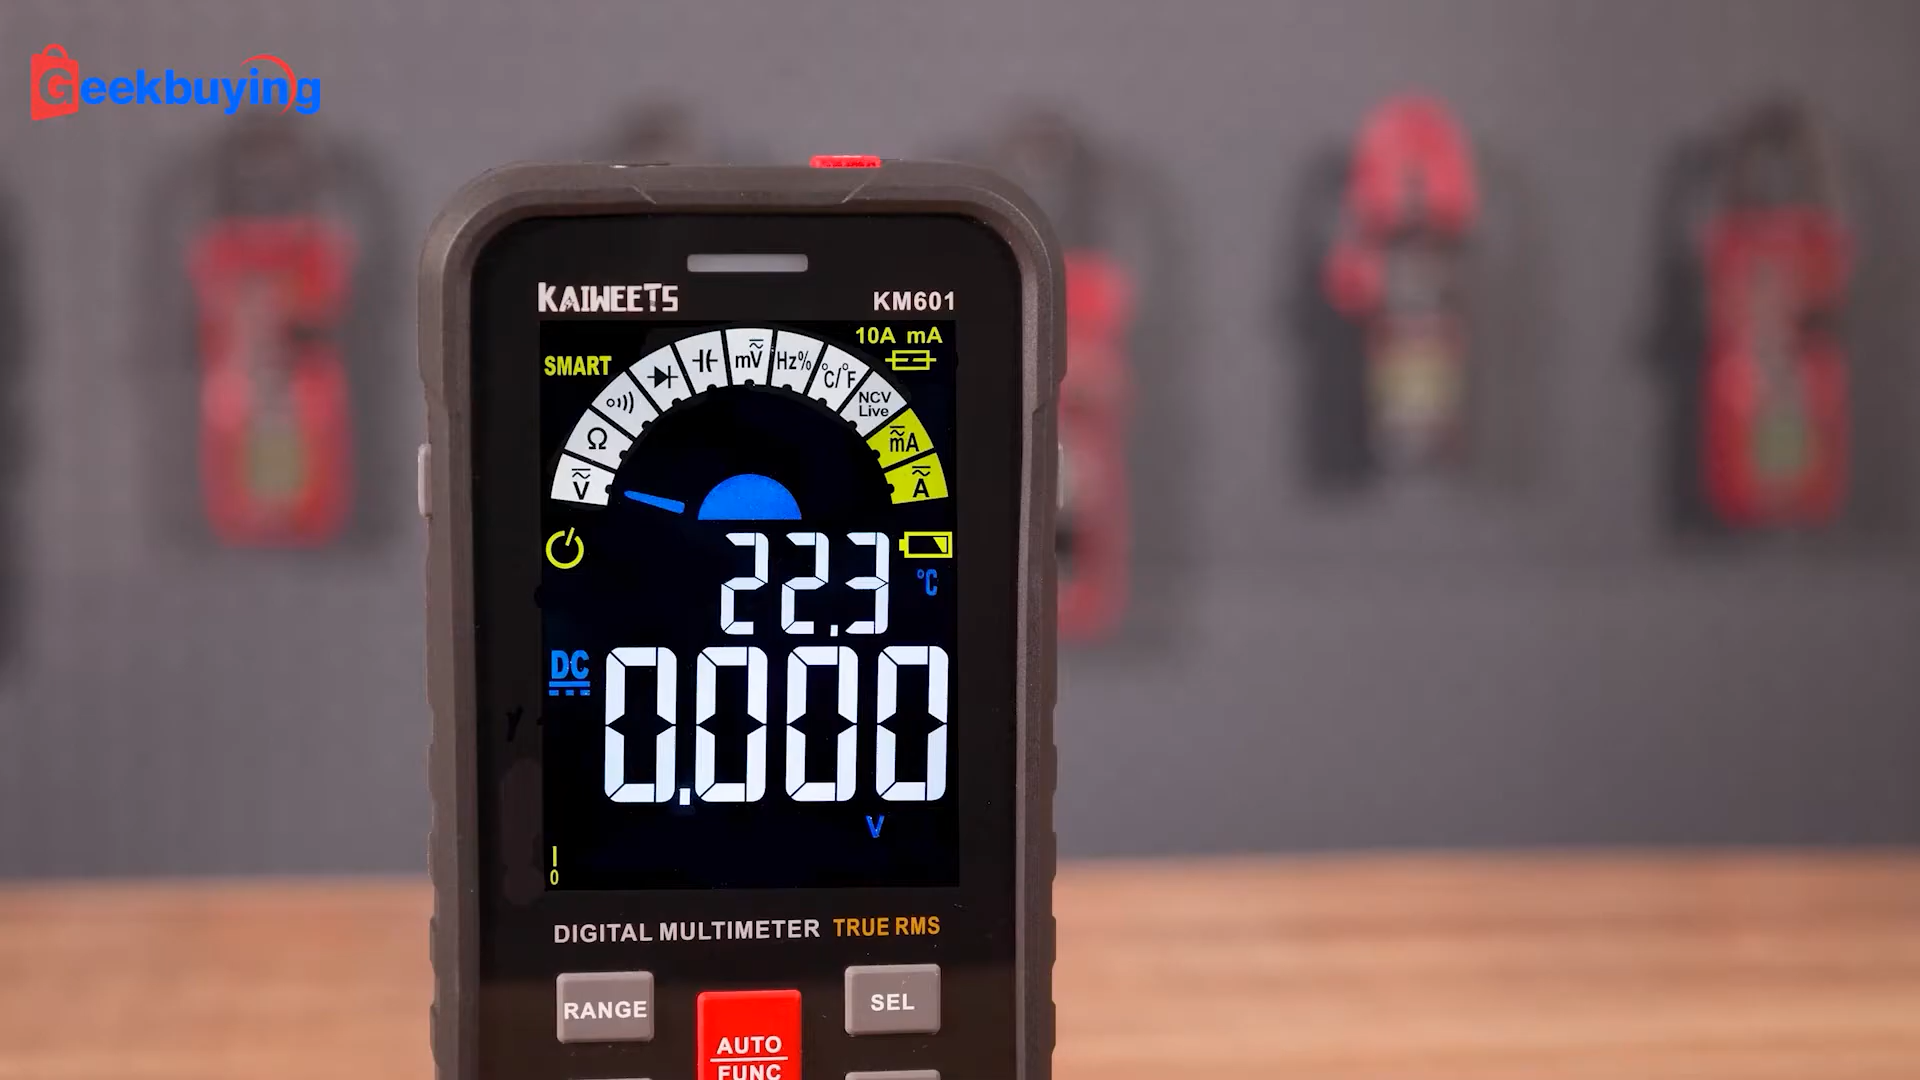 Geekbuying
KAIWEETS KM601
10A mA
SMART
V Ω mV Hz% °C/°F NCV Live mA A
22.3 °C
DC 0.000
V
0
DIGITAL MULTIMETER TRUE RMS
RANGE SEL
AUTO
FUNC